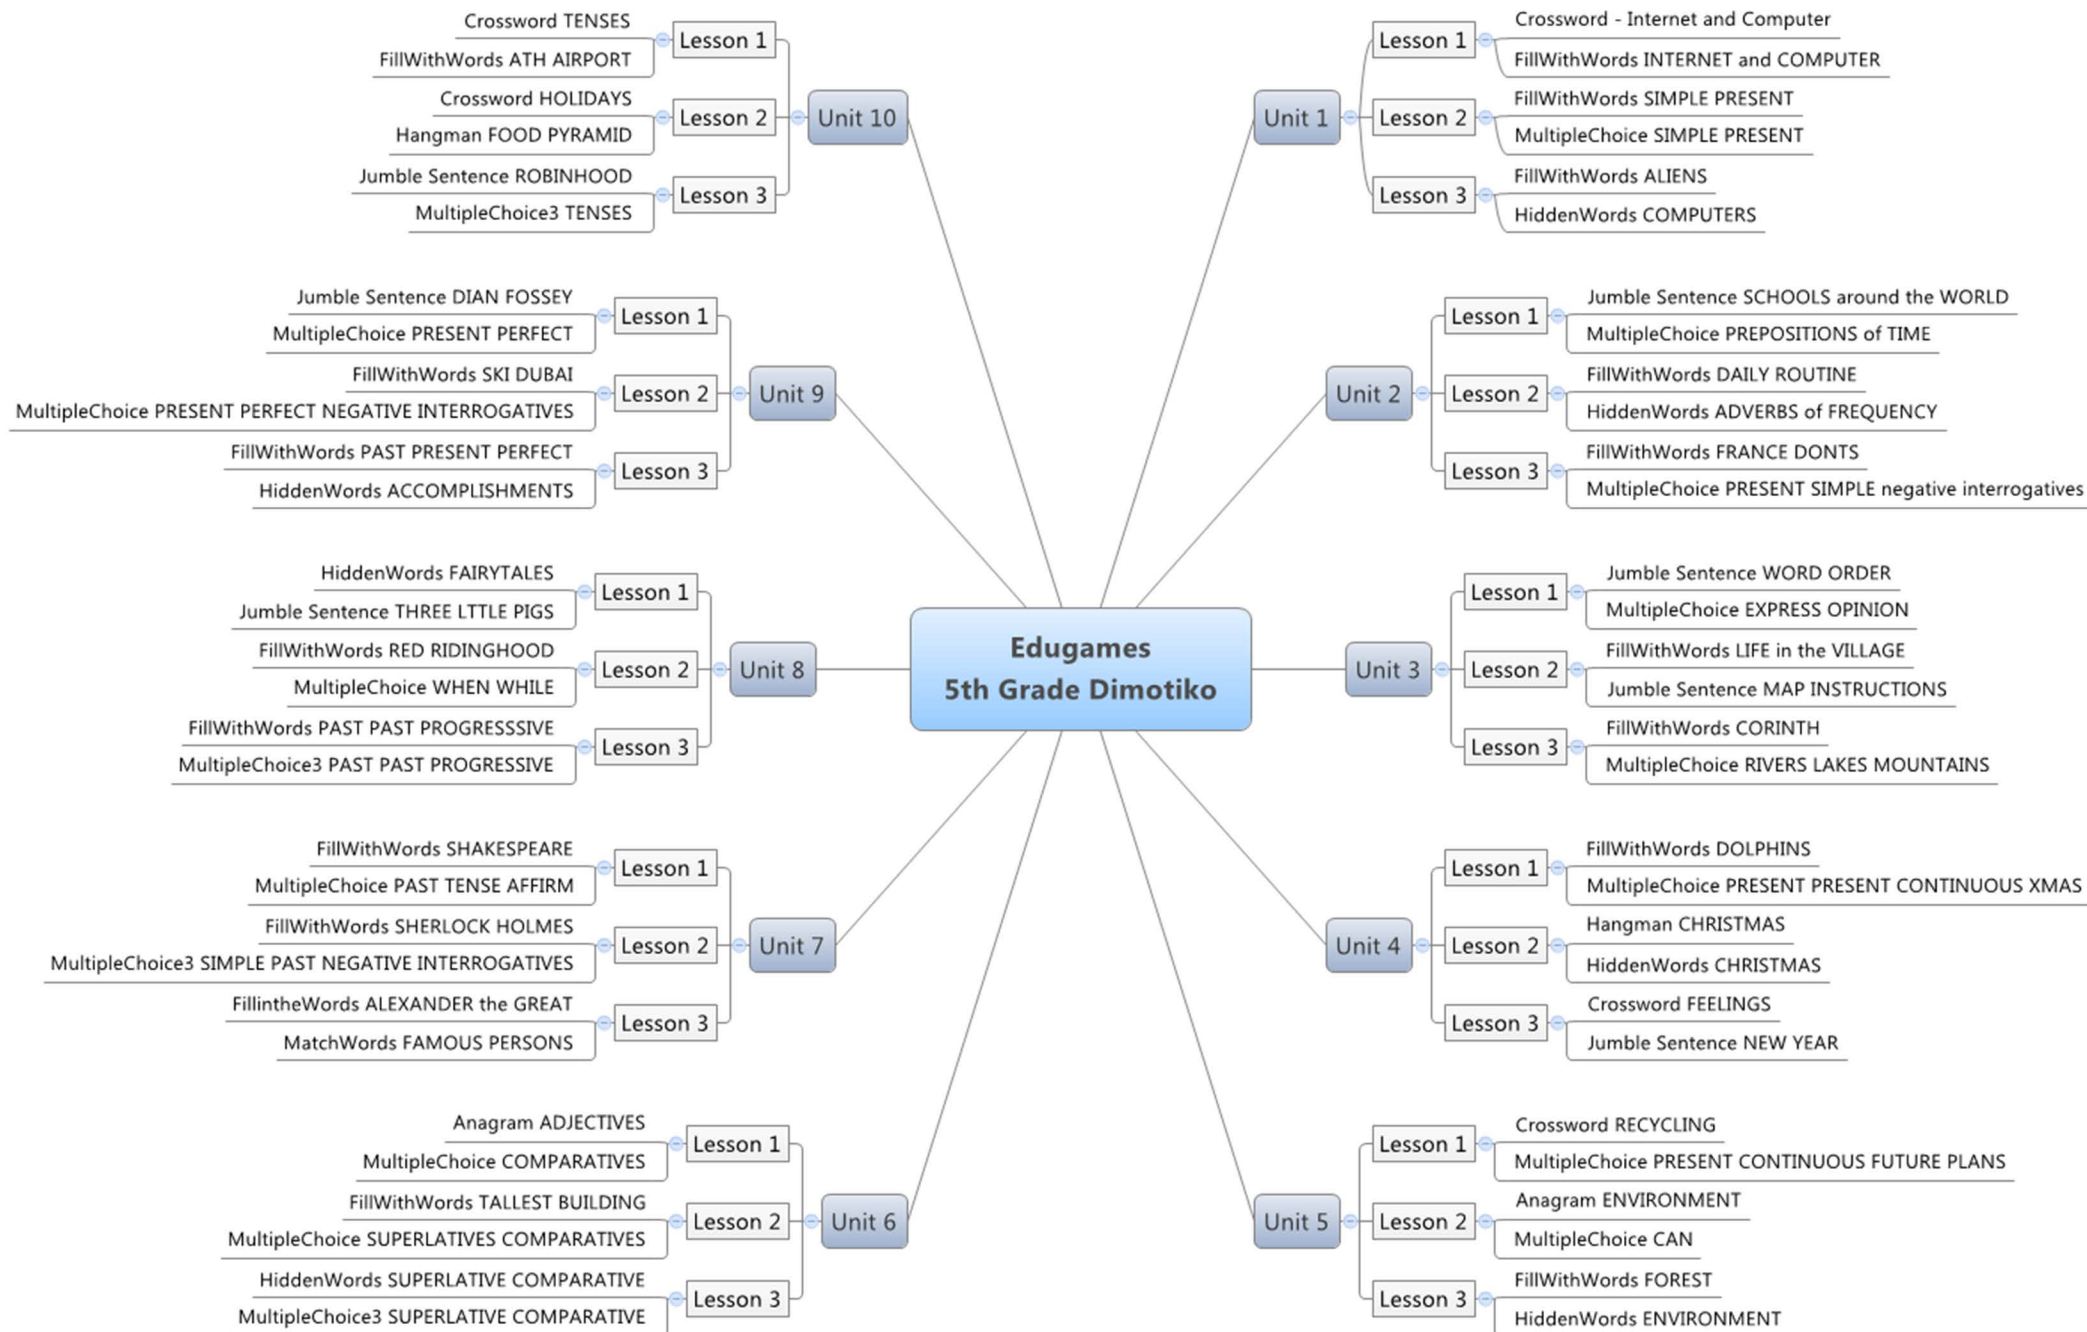 Edugames
5th Grade Dimotiko
Unit 1
Lesson 1
Crossword - Internet and Computer
FillWithWords INTERNET and COMPUTER
Lesson 2
FillWithWords SIMPLE PRESENT
MultipleChoice SIMPLE PRESENT
Lesson 3
FillWithWords ALIENS
HiddenWords COMPUTERS
Unit 2
Lesson 1
Jumble Sentence SCHOOLS around the WORLD
MultipleChoice PREPOSITIONS of TIME
Lesson 2
FillWithWords DAILY ROUTINE
HiddenWords ADVERBS of FREQUENCY
Lesson 3
FillWithWords FRANCE DONTS
MultipleChoice PRESENT SIMPLE negative interrogatives
Unit 3
Lesson 1
Jumble Sentence WORD ORDER
MultipleChoice EXPRESS OPINION
Lesson 2
FillWithWords LIFE in the VILLAGE
Jumble Sentence MAP INSTRUCTIONS
Lesson 3
FillWithWords CORINTH
MultipleChoice RIVERS LAKES MOUNTAINS
Unit 4
Lesson 1
FillWithWords DOLPHINS
MultipleChoice PRESENT PRESENT CONTINUOUS XMAS
Lesson 2
Hangman CHRISTMAS
HiddenWords CHRISTMAS
Lesson 3
Crossword FEELINGS
Jumble Sentence NEW YEAR
Unit 5
Lesson 1
Crossword RECYCLING
MultipleChoice PRESENT CONTINUOUS FUTURE PLANS
Lesson 2
Anagram ENVIRONMENT
MultipleChoice CAN
Lesson 3
FillWithWords FOREST
HiddenWords ENVIRONMENT
Unit 6
Lesson 1
Anagram ADJECTIVES
MultipleChoice COMPARATIVES
Lesson 2
FillWithWords TALLEST BUILDING
MultipleChoice SUPERLATIVES COMPARATIVES
Lesson 3
HiddenWords SUPERLATIVE COMPARATIVE
MultipleChoice3 SUPERLATIVE COMPARATIVE
Unit 7
Lesson 1
FillWithWords SHAKESPEARE
MultipleChoice PAST TENSE AFFIRM
Lesson 2
FillWithWords SHERLOCK HOLMES
MultipleChoice3 SIMPLE PAST NEGATIVE INTERROGATIVES
Lesson 3
FillintheWords ALEXANDER the GREAT
MatchWords FAMOUS PERSONS
Unit 8
Lesson 1
HiddenWords FAIRYTALES
Jumble Sentence THREE LTTLE PIGS
Lesson 2
FillWithWords RED RIDINGHOOD
MultipleChoice WHEN WHILE
Lesson 3
FillWithWords PAST PAST PROGRESSSIVE
MultipleChoice3 PAST PAST PROGRESSIVE
Unit 9
Lesson 1
Jumble Sentence DIAN FOSSEY
MultipleChoice PRESENT PERFECT
Lesson 2
FillWithWords SKI DUBAI
MultipleChoice PRESENT PERFECT NEGATIVE INTERROGATIVES
Lesson 3
FillWithWords PAST PRESENT PERFECT
HiddenWords ACCOMPLISHMENTS
Unit 10
Lesson 1
Crossword TENSES
FillWithWords ATH AIRPORT
Lesson 2
Crossword HOLIDAYS
Hangman FOOD PYRAMID
Lesson 3
Jumble Sentence ROBINHOOD
MultipleChoice3 TENSES